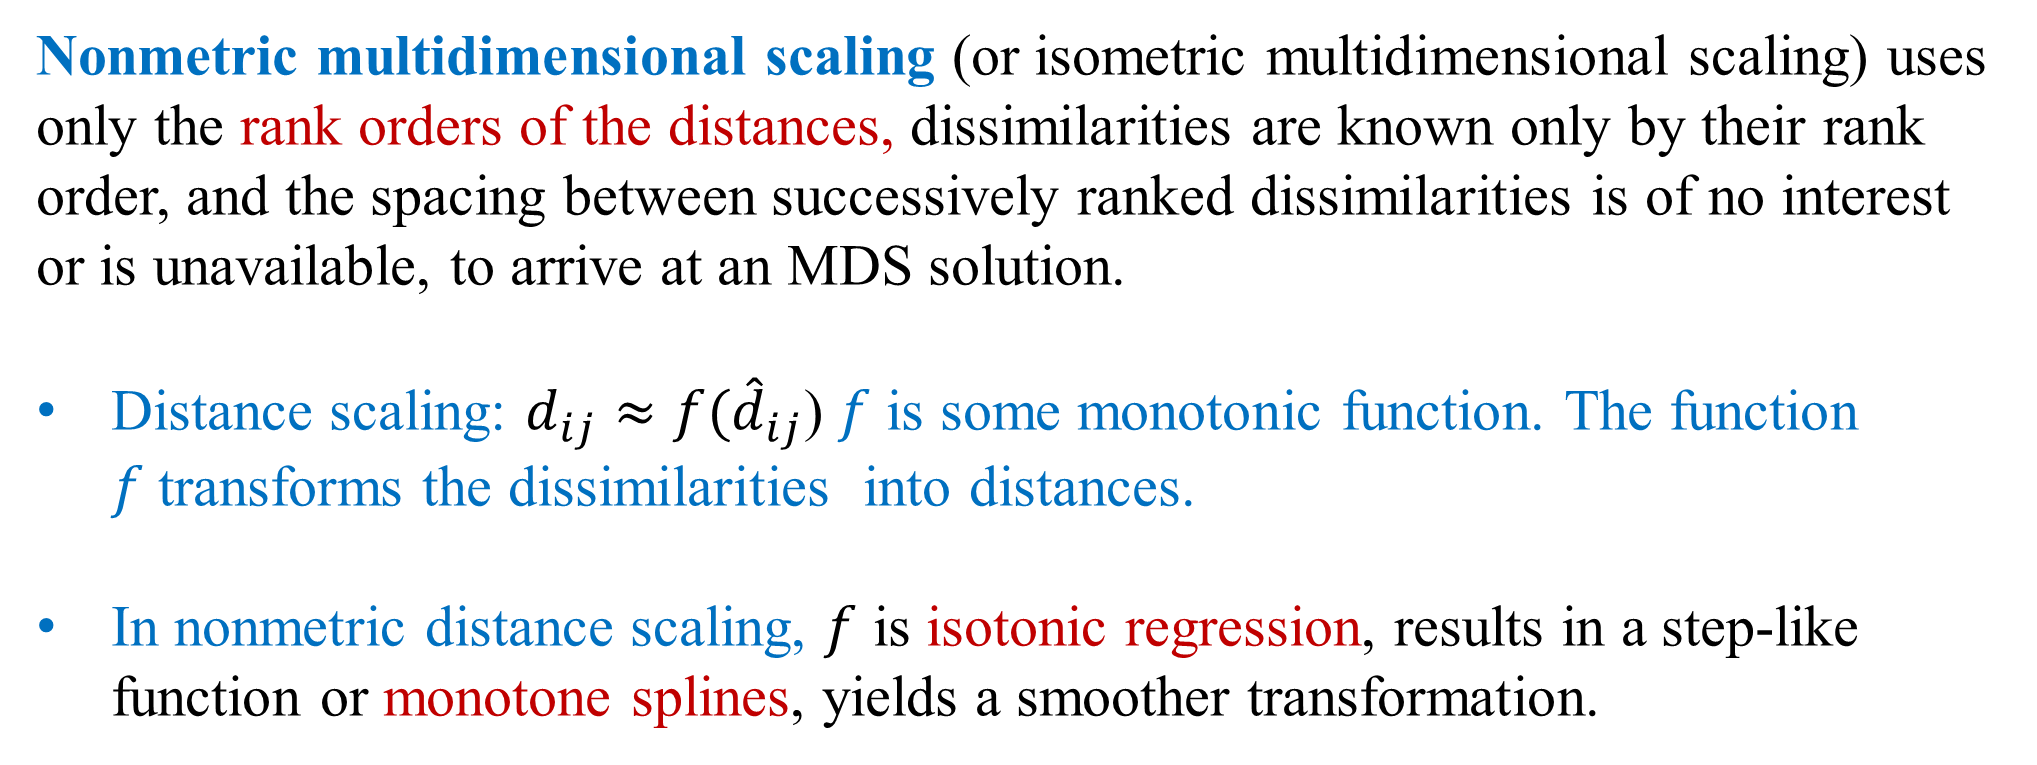 Nonmetric multidimensional scaling (or isometric multidimensional scaling) uses
only the rank orders of the distances, dissimilarities are known only by their rank
order, and the spacing between successively ranked dissimilarities is of no interest
or is unavailable, to arrive at an MDS solution.
• Distance scaling: d_{ij} ≈ f(\hat{d}_{ij}) f is some monotonic function. The function
f transforms the dissimilarities into distances.
• In nonmetric distance scaling, f is isotonic regression, results in a step-like
function or monotone splines, yields a smoother transformation.